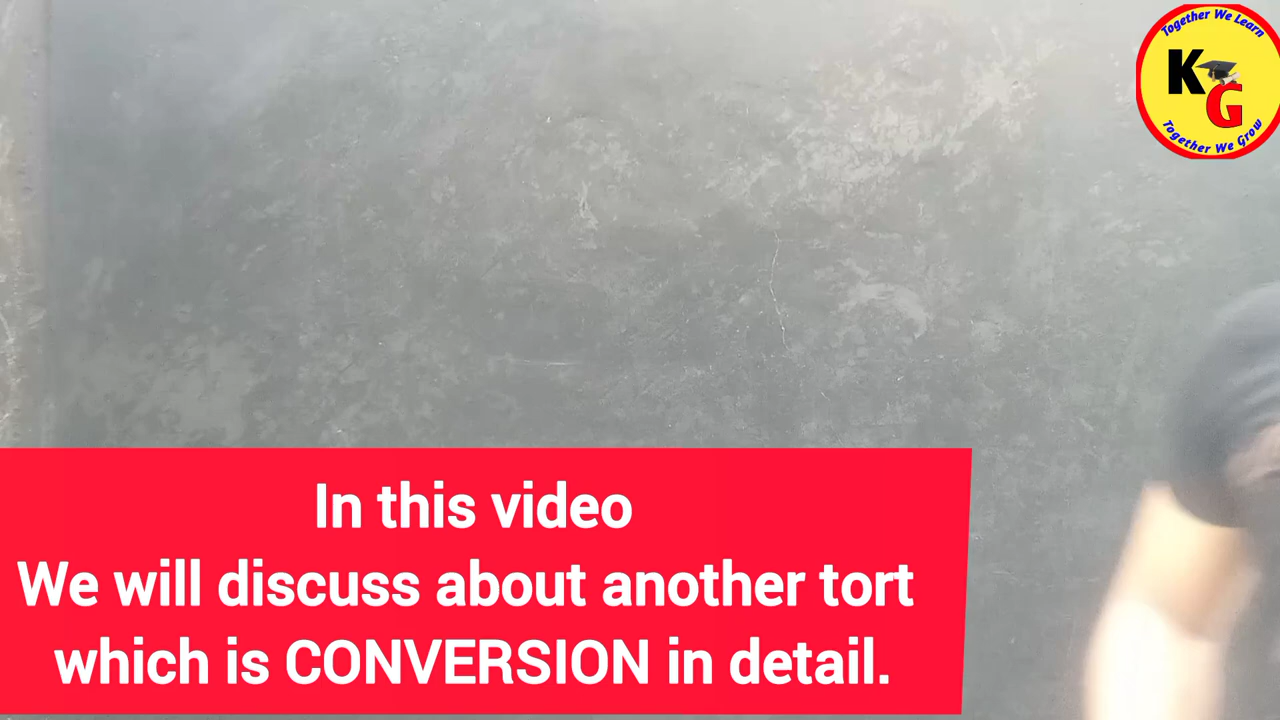 Together We Learn
K
G
Together We Grow
In this video
We will discuss about another tort
which is CONVERSION in detail.